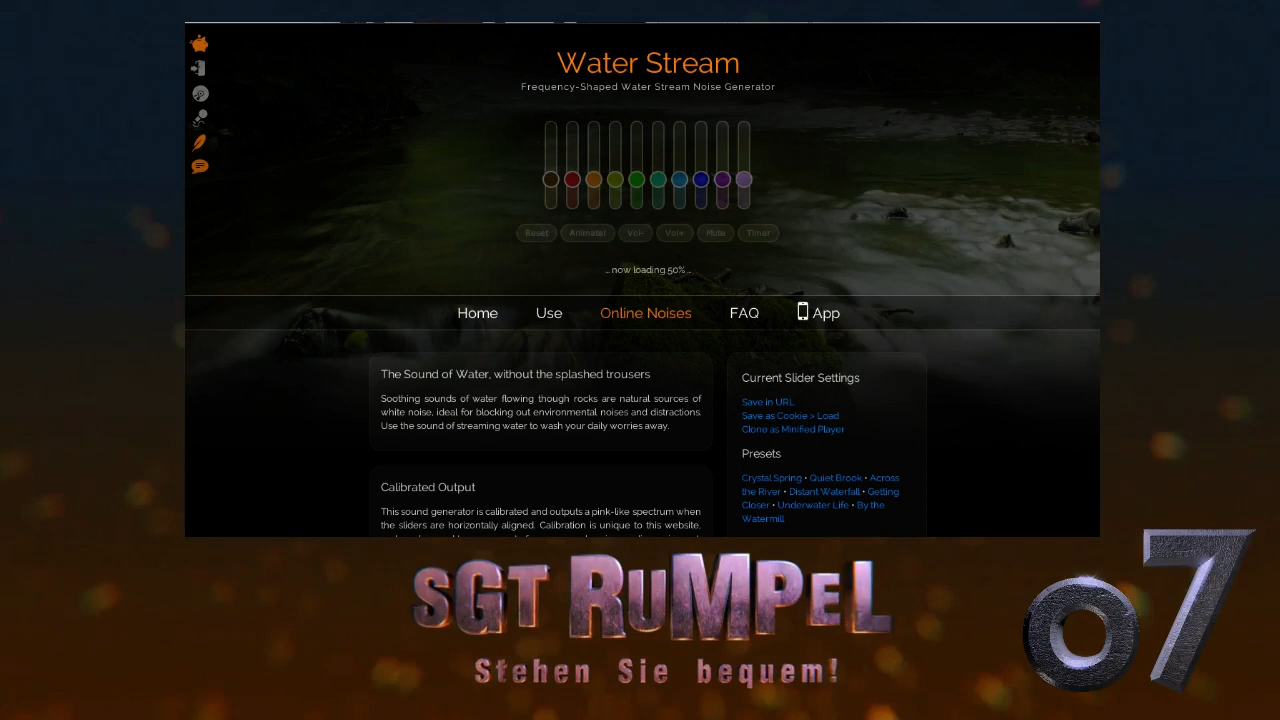 Water Stream
Frequency-Shaped Water Stream Noise Generator
Reset Animate! Vol- Vol+ Mute Timer
... now loading 50% ...
Home Use Online Noises FAQ App
The Sound of Water, without the splashed trousers
Soothing sounds of water flowing though rocks are natural sources of
white noise, ideal for blocking out environmental noises and distractions.
Use the sound of streaming water to wash your daily worries away.
Calibrated Output
This sound generator is calibrated and outputs a pink-like spectrum when
the sliders are horizontally aligned. Calibration is unique to this website,
Current Slider Settings
Save in URL
Save as Cookie > Load
Clone as Minified Player
Presets
Crystal Spring • Quiet Brook • Across
the River • Distant Waterfall • Getting
Closer • Underwater Life • By the
Watermill
SGT RUMPEL
Stehen Sie bequem!
o7